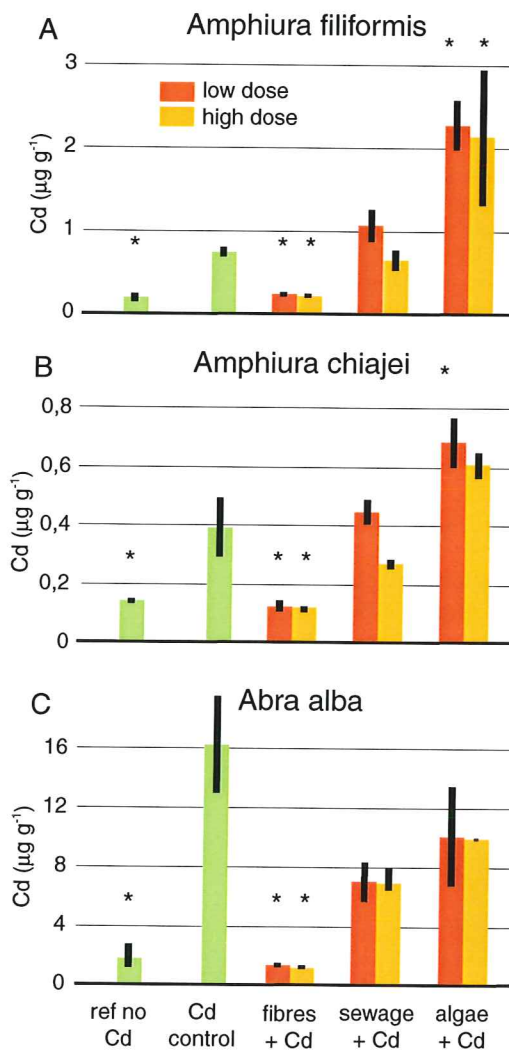 A Amphiura filiformis
* *
3
low dose
high dose
2
Cd (µg g⁻¹)
1
* * *
0
B Amphiura chiajei
*
0,8
0,6
Cd (µg g⁻¹)
0,4
* * *
0,2
0
C Abra alba
16
12
Cd (µg g⁻¹)
8
* * *
4
0
ref no Cd fibres sewage algae
Cd control + Cd + Cd + Cd